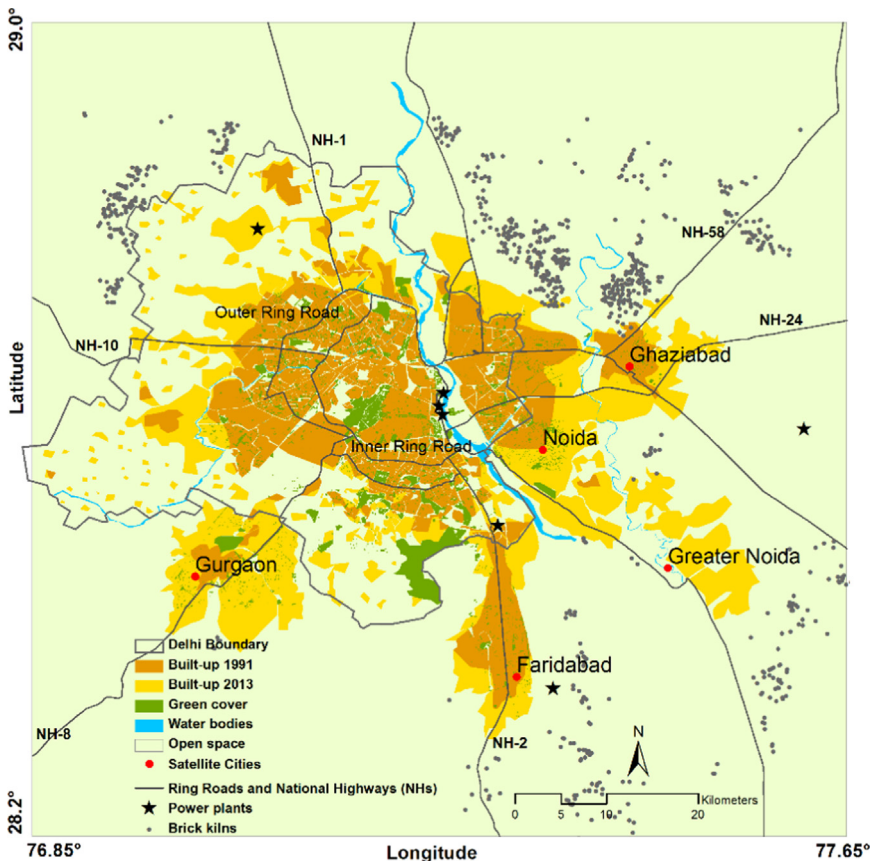 29.0°
NH-1
NH-58
Outer Ring Road
NH-24
NH-10
Ghaziabad
Latitude
Noida
Inner Ring Road
Gurgaon
Greater Noida
Delhi Boundary
Built-up 1991
Faridabad
Built-up 2013
Green cover
Water bodies
NH-8
Open space
NH-2
N
Satellite Cities
Ring Roads and National Highways (NHs)
Power plants
Brick kilns
Kilometers
0 5 10 20
28.2°
76.85°
Longitude
77.65°